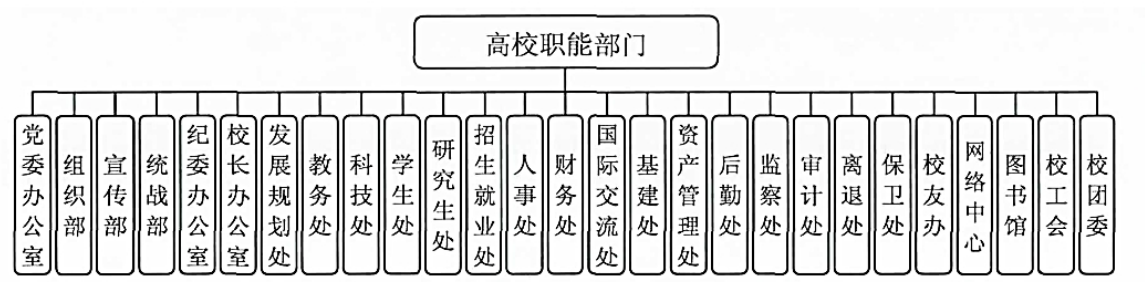 高校职能部门
党委办公室
组织部
宣传部
统战部
纪委办公室
校长办公室
发展规划处
教务处
科技处
学生处
研究生处
招生就业处
人事处
财务处
国际交流处
基建处
资产管理处
后勤处
监察处
审计处
离退处
保卫处
校友办
网络中心
图书馆
校工会
校团委